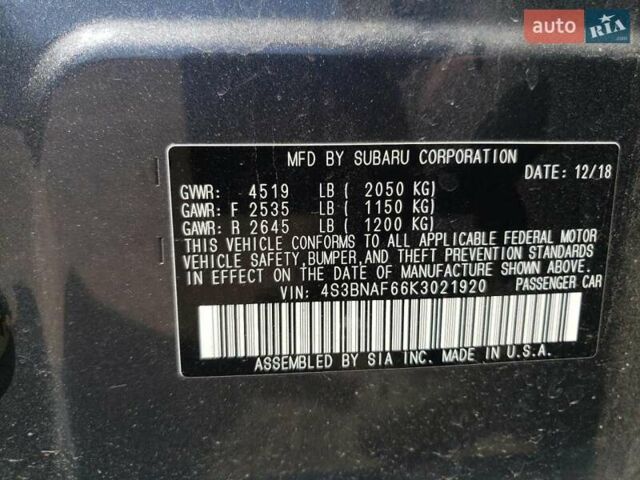 auto RIA
.com
MFD BY SUBARU CORPORATION
DATE: 12/18
GVWR: 4519 LB ( 2050 KG)
GAWR: F 2535 LB ( 1150 KG)
GAWR: R 2645 LB ( 1200 KG)
THIS VEHICLE CONFORMS TO ALL APPLICABLE FEDERAL MOTOR
VEHICLE SAFETY, BUMPER, AND THEFT PREVENTION STANDARDS
IN EFFECT ON THE DATE OF MANUFACTURE SHOWN ABOVE.
VIN: 4S3BNAF66K3021920 PASSENGER CAR
ASSEMBLED BY SIA INC. MADE IN U.S.A.